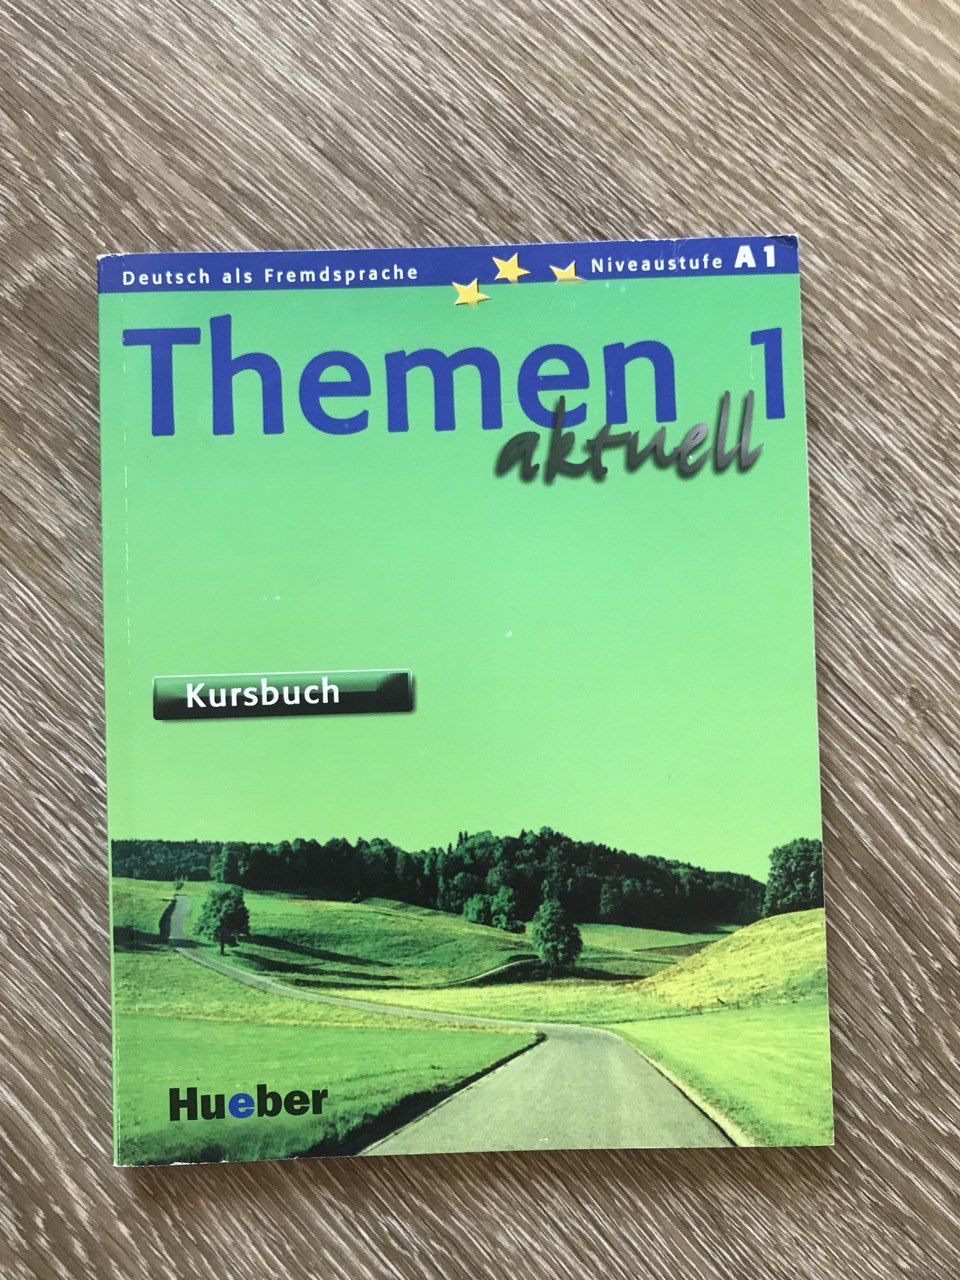 Deutsch als Fremdsprache
Niveaustufe A1
Themen 1
aktuell
Kursbuch
Hueber